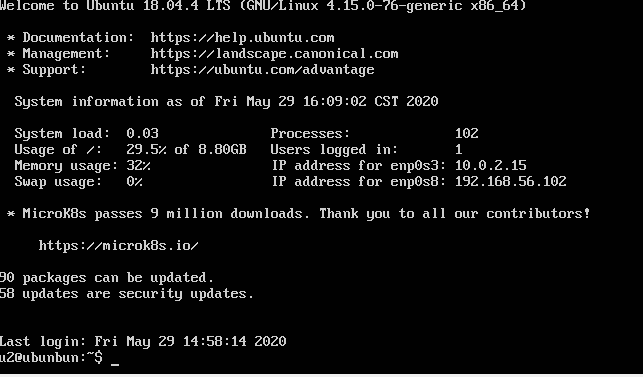 Welcome to Ubuntu 18.04.4 LTS (GNU/Linux 4.15.0-76-generic x86_64)
* Documentation:  https://help.ubuntu.com
* Management:     https://landscape.canonical.com
* Support:        https://ubuntu.com/advantage
System information as of Fri May 29 16:09:02 CST 2020
System load:  0.03              Processes:             102
Usage of /:   29.5% of 8.80GB   Users logged in:       1
Memory usage: 32%               IP address for enp0s3: 10.0.2.15
Swap usage:   0%                IP address for enp0s8: 192.168.56.102
* MicroK8s passes 9 million downloads. Thank you to all our contributors!
https://microk8s.io/
90 packages can be updated.
58 updates are security updates.
Last login: Fri May 29 14:58:14 2020
u2@ubunbun:~$ _